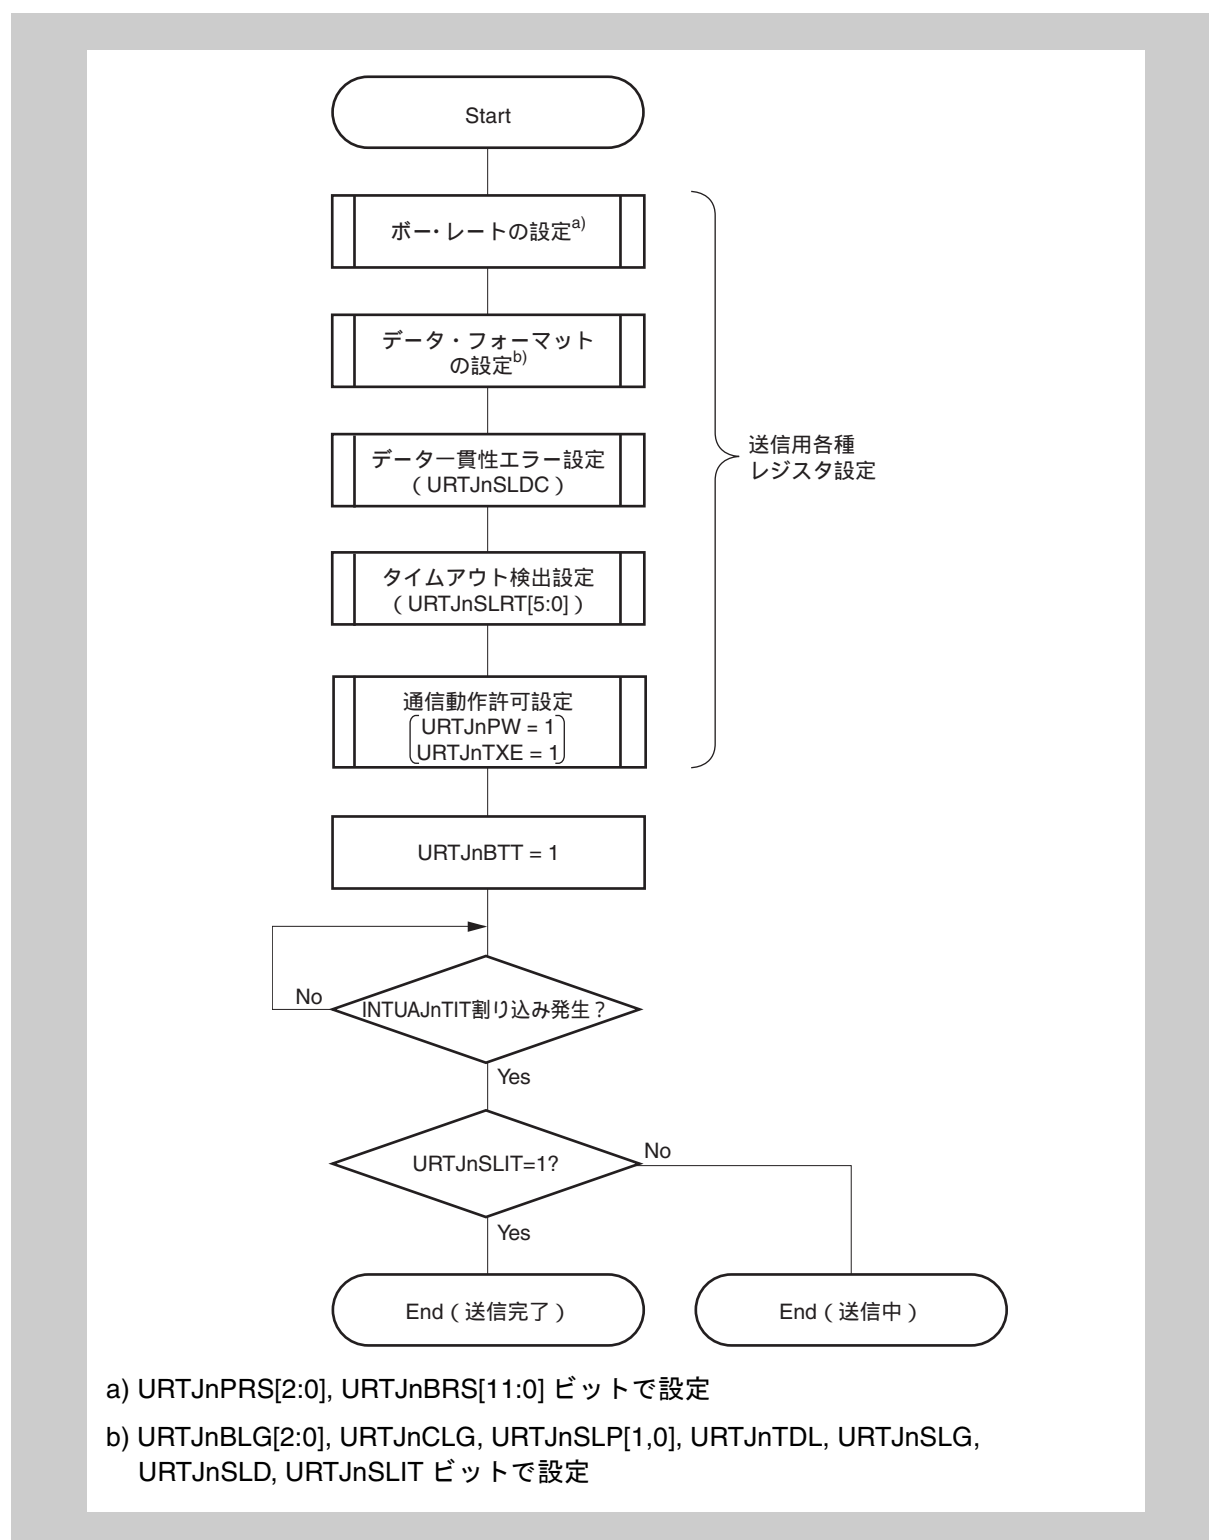 Start
ボー・レートの設定a)
データ・フォーマット
の設定b)
データ一貫性エラー設定
( URTJnSLDC )
タイムアウト検出設定
( URTJnSLRT[5:0] )
通信動作許可設定
URTJnPW = 1
URTJnTXE = 1
送信用各種
レジスタ設定
URTJnBTT = 1
No
INTUAJnTIT割り込み発生？
Yes
URTJnSLIT=1?
No
Yes
End ( 送信完了 )
End ( 送信中 )
a) URTJnPRS[2:0], URTJnBRS[11:0] ビットで設定
b) URTJnBLG[2:0], URTJnCLG, URTJnSLP[1,0], URTJnTDL, URTJnSLG,
URTJnSLD, URTJnSLIT ビットで設定